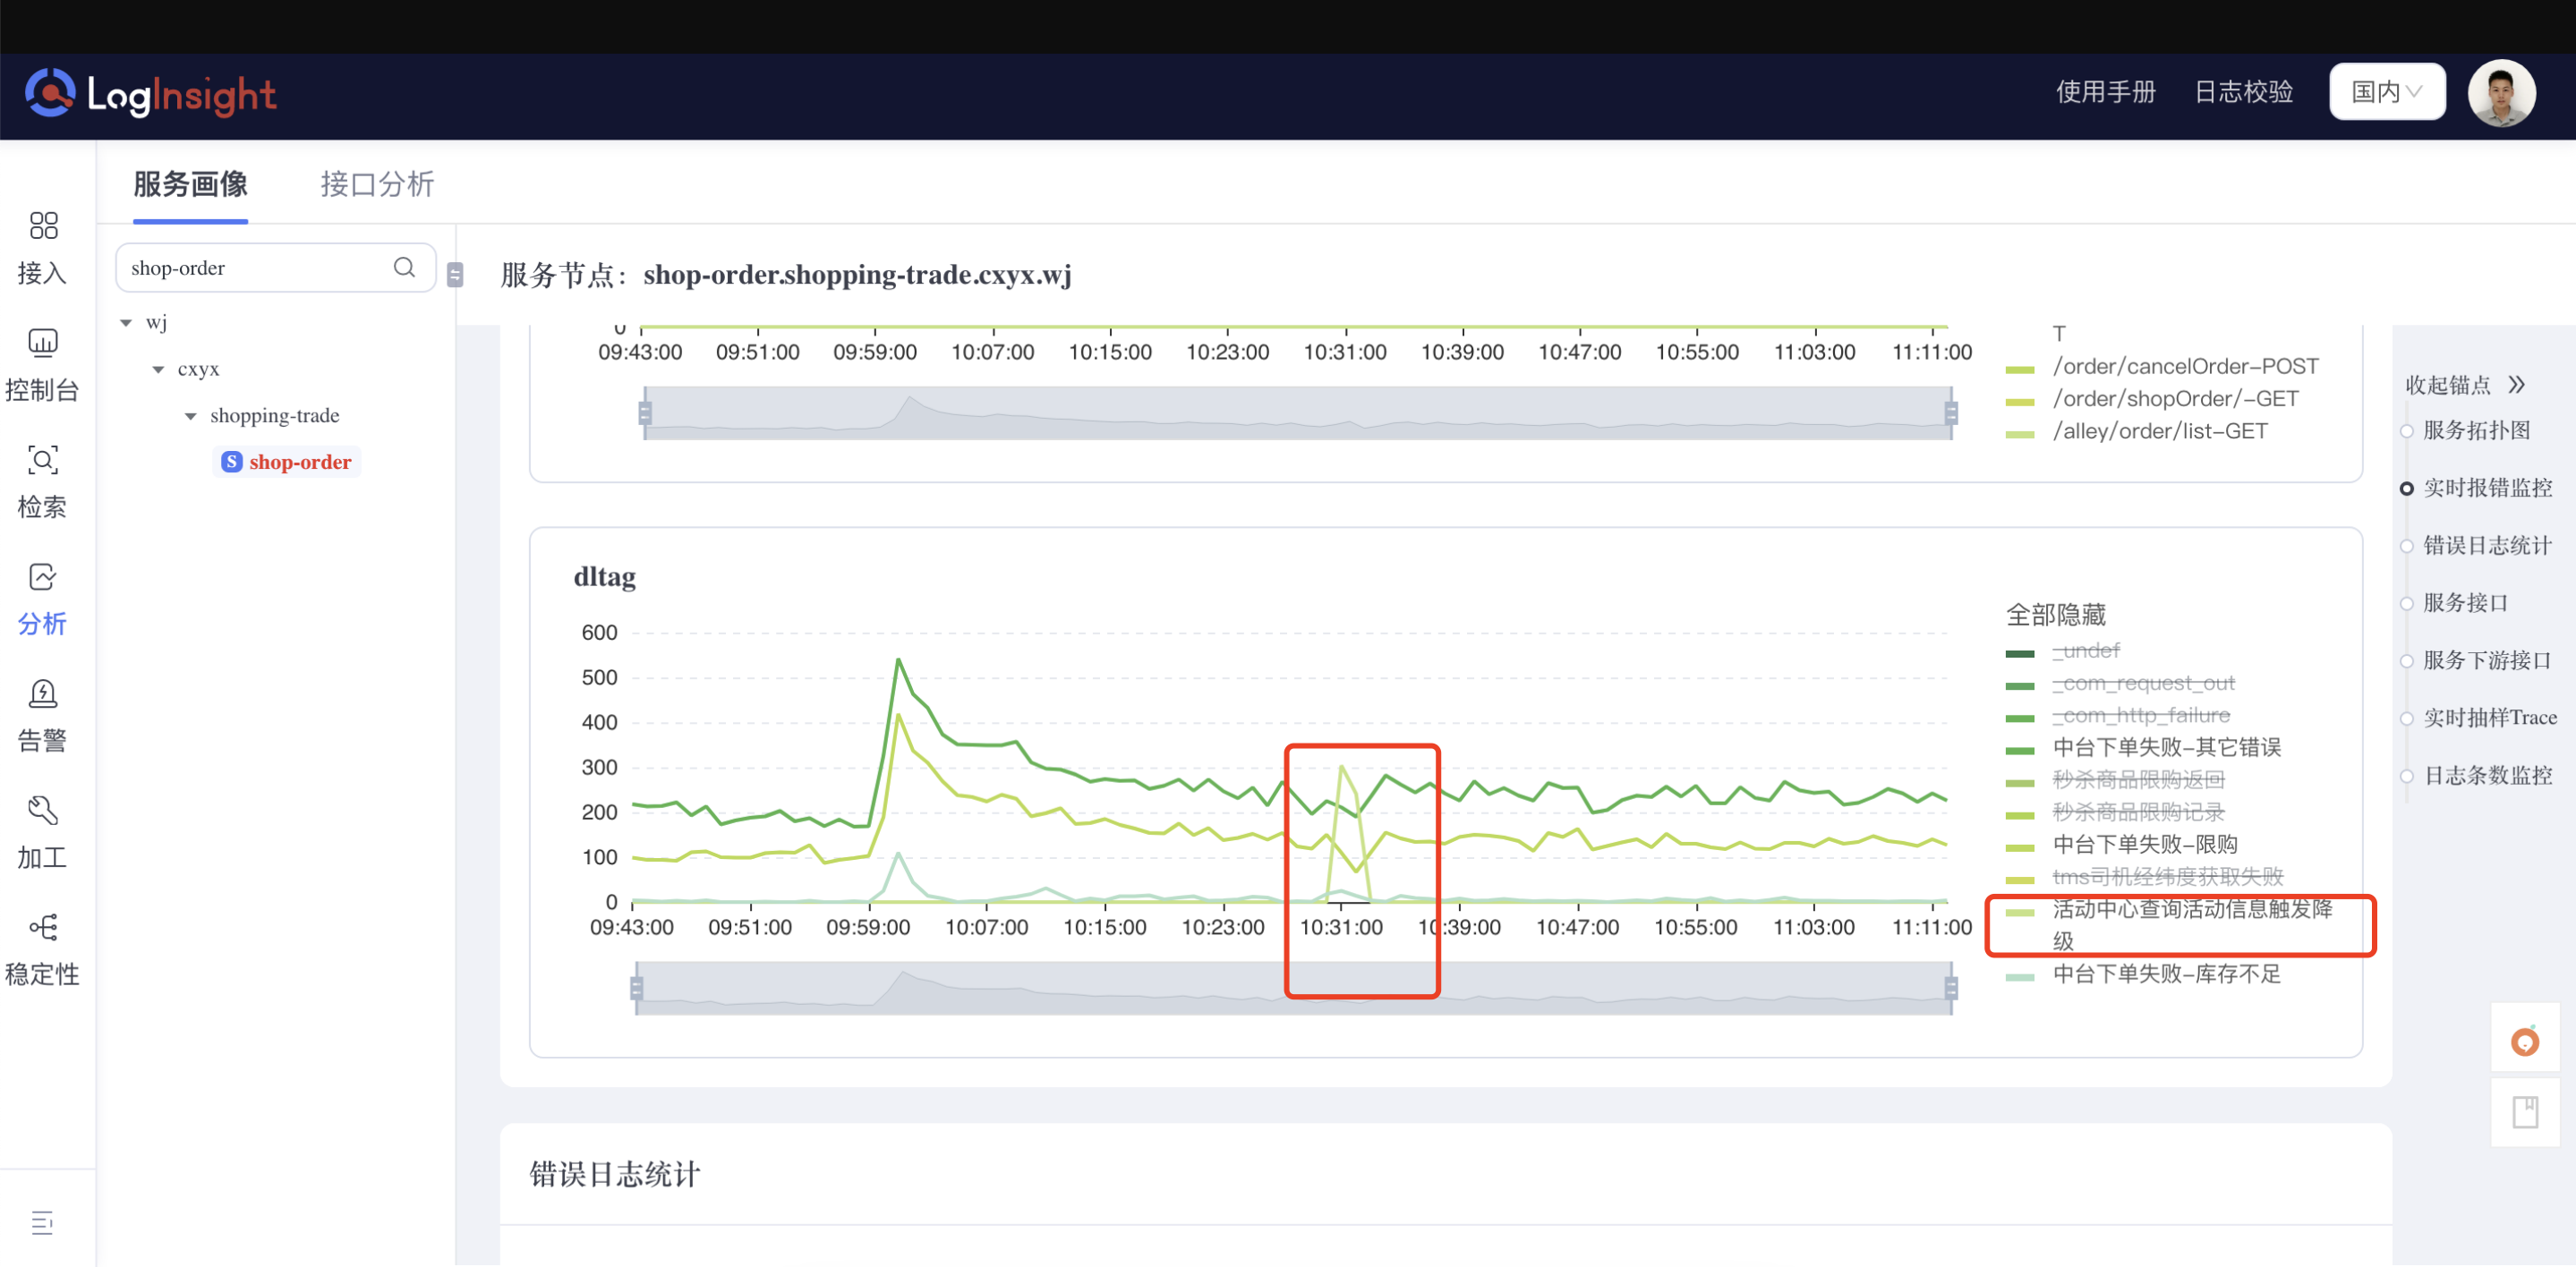 LogInsight
使用手册
日志校验
国内
服务画像
接口分析
接入
控制台
检索
分析
告警
加工
稳定性
shop-order
wj
cxyx
shopping-trade
S shop-order
服务节点：shop-order.shopping-trade.cxyx.wj
0
09:43:00 09:51:00 09:59:00 10:07:00 10:15:00 10:23:00 10:31:00 10:39:00 10:47:00 10:55:00 11:03:00 11:11:00
T
/order/cancelOrder-POST
/order/shopOrder/-GET
/alley/order/list-GET
dltag
600
500
400
300
200
100
0
09:43:00 09:51:00 09:59:00 10:07:00 10:15:00 10:23:00 10:31:00 10:39:00 10:47:00 10:55:00 11:03:00 11:11:00
全部隐藏
_undef
_com_request_out
_com_http_failure
中台下单失败-其它错误
秒杀商品限购返回
秒杀商品限购记录
中台下单失败-限购
tms司机经纬度获取失败
活动中心查询活动信息触发降
级
中台下单失败-库存不足
错误日志统计
收起锚点
服务拓扑图
实时报错监控
错误日志统计
服务接口
服务下游接口
实时抽样Trace
日志条数监控